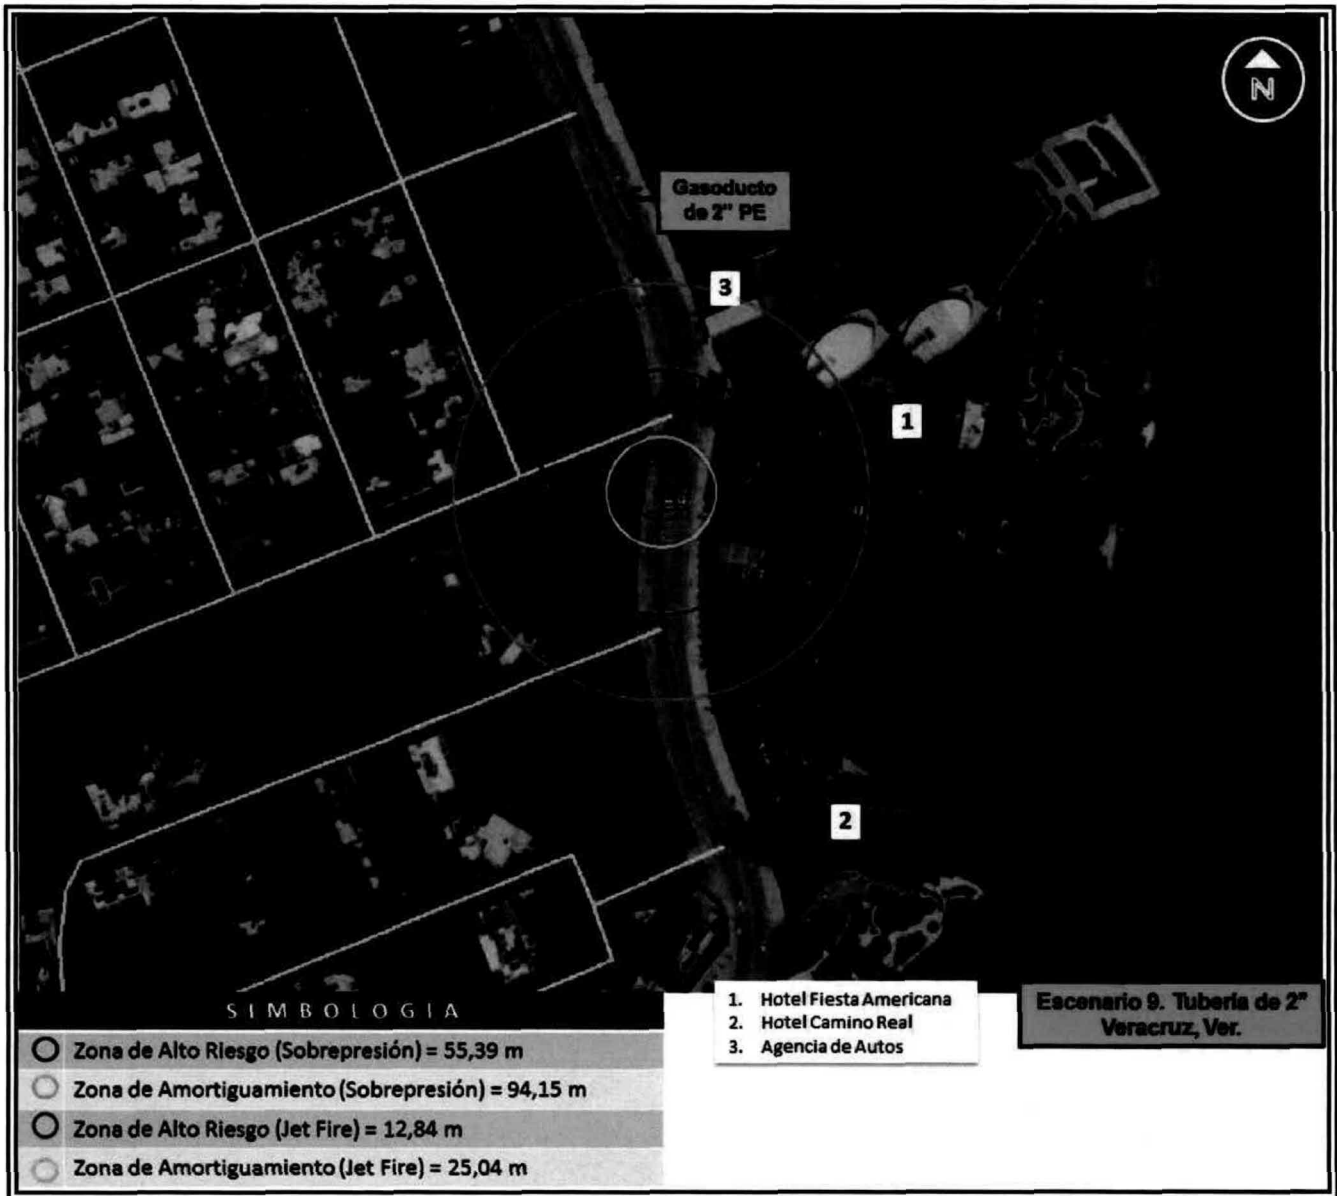 N
Gasoducto
de 2" PE
3
1
2
SIMBOLOGIA
Zona de Alto Riesgo (Sobrepresión) = 55,39 m
Zona de Amortiguamiento (Sobrepresión) = 94,15 m
Zona de Alto Riesgo (Jet Fire) = 12,84 m
Zona de Amortiguamiento (Jet Fire) = 25,04 m
1. Hotel Fiesta Americana
2. Hotel Camino Real
3. Agencia de Autos
Escenario 9. Tubería de 2"
Veracruz, Ver.